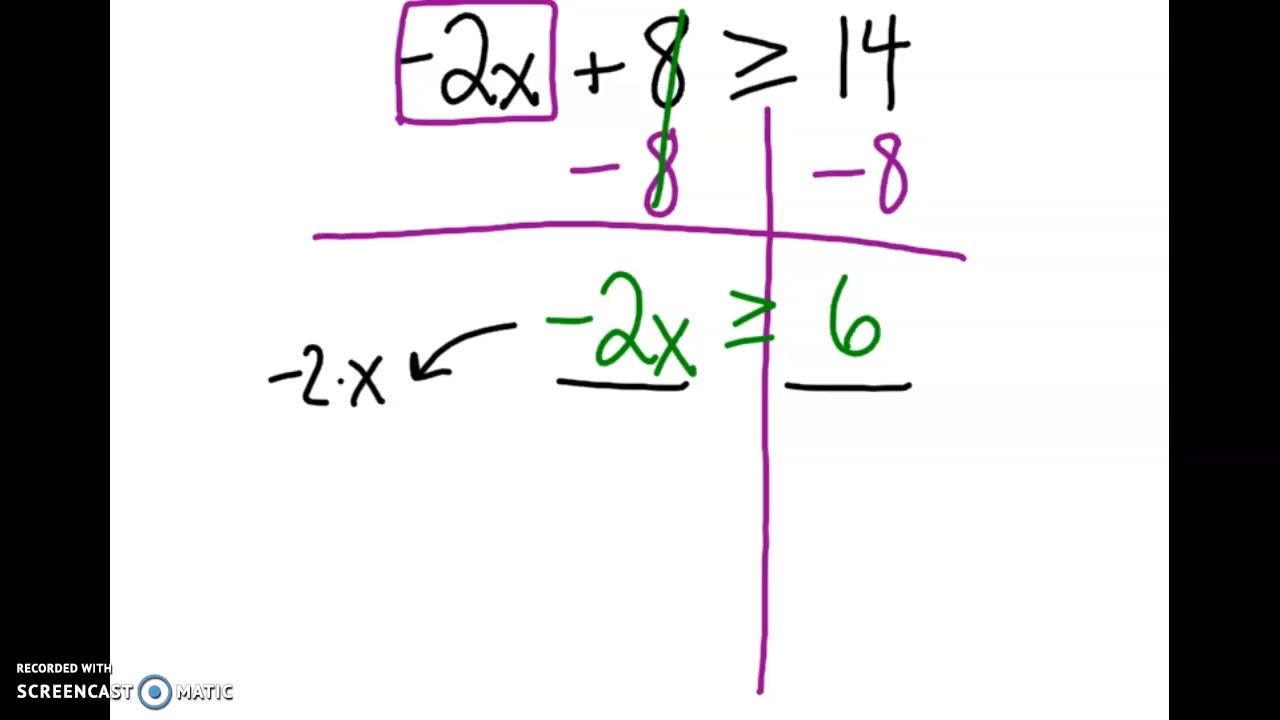 -2x + 8 ≥ 14
- 8 - 8
-2x ≥ 6
-2·x
RECORDED WITH
SCREENCAST MATIC